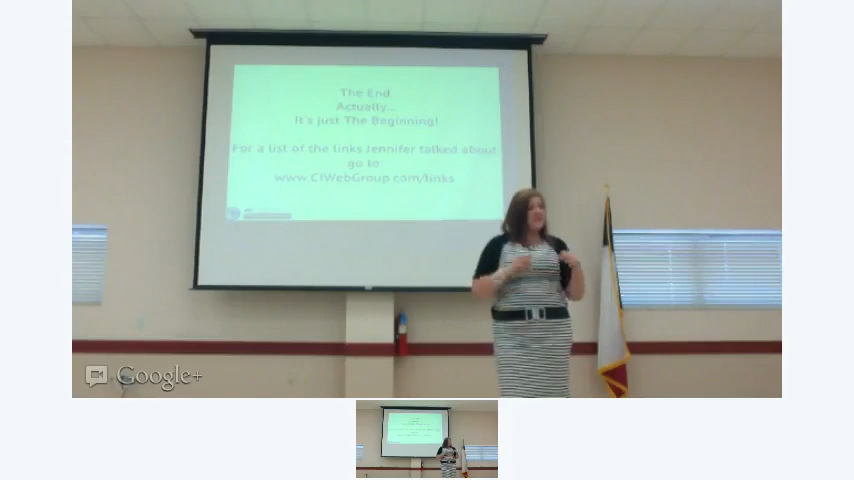 The End
Actually...
It's just The Beginning!
For a list of the links Jennifer talked about
go to:
www.CIWebGroup.com/links
Google+